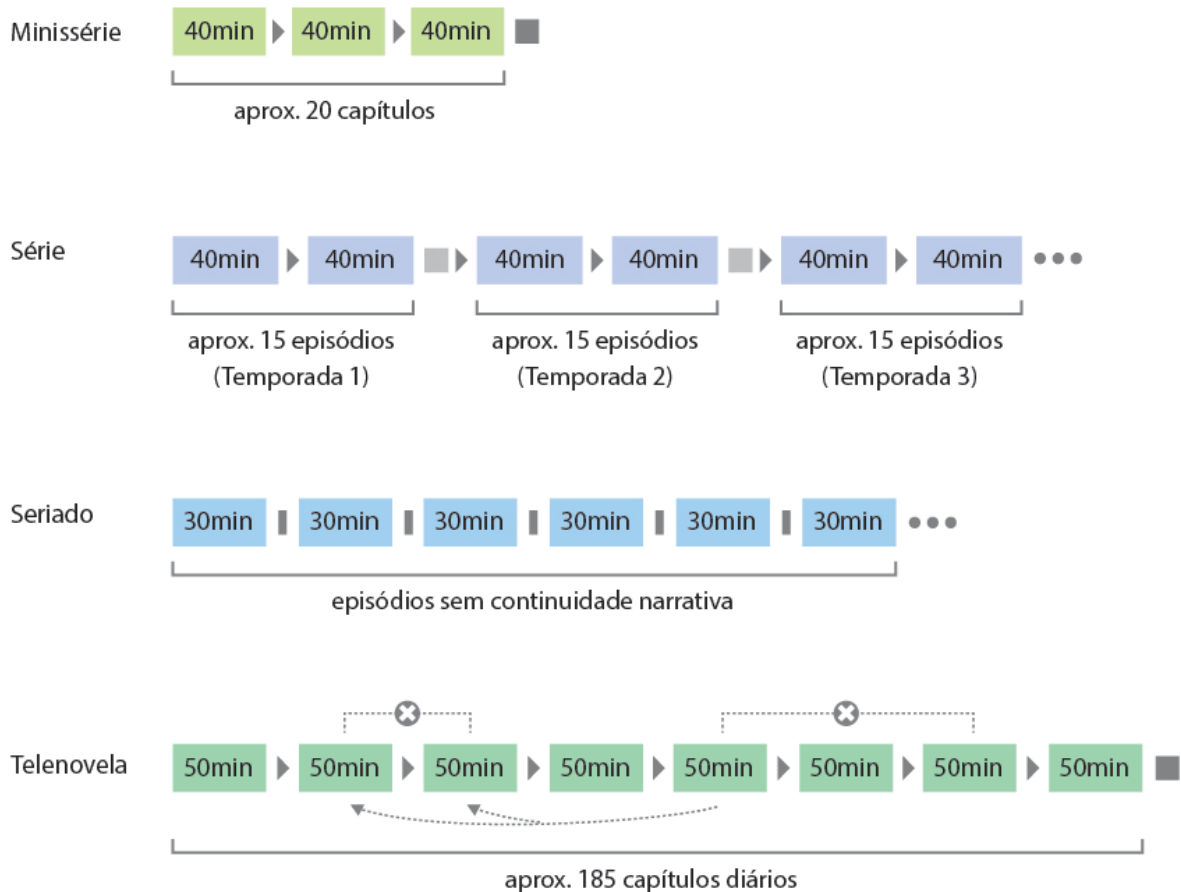 Minissérie
40min 40min 40min
aprox. 20 capítulos
Série
40min 40min 40min 40min 40min 40min
aprox. 15 episódios aprox. 15 episódios aprox. 15 episódios
(Temporada 1) (Temporada 2) (Temporada 3)
Seriado
30min 30min 30min 30min 30min 30min
episódios sem continuidade narrativa
Telenovela
50min 50min 50min 50min 50min 50min 50min 50min
aprox. 185 capítulos diários